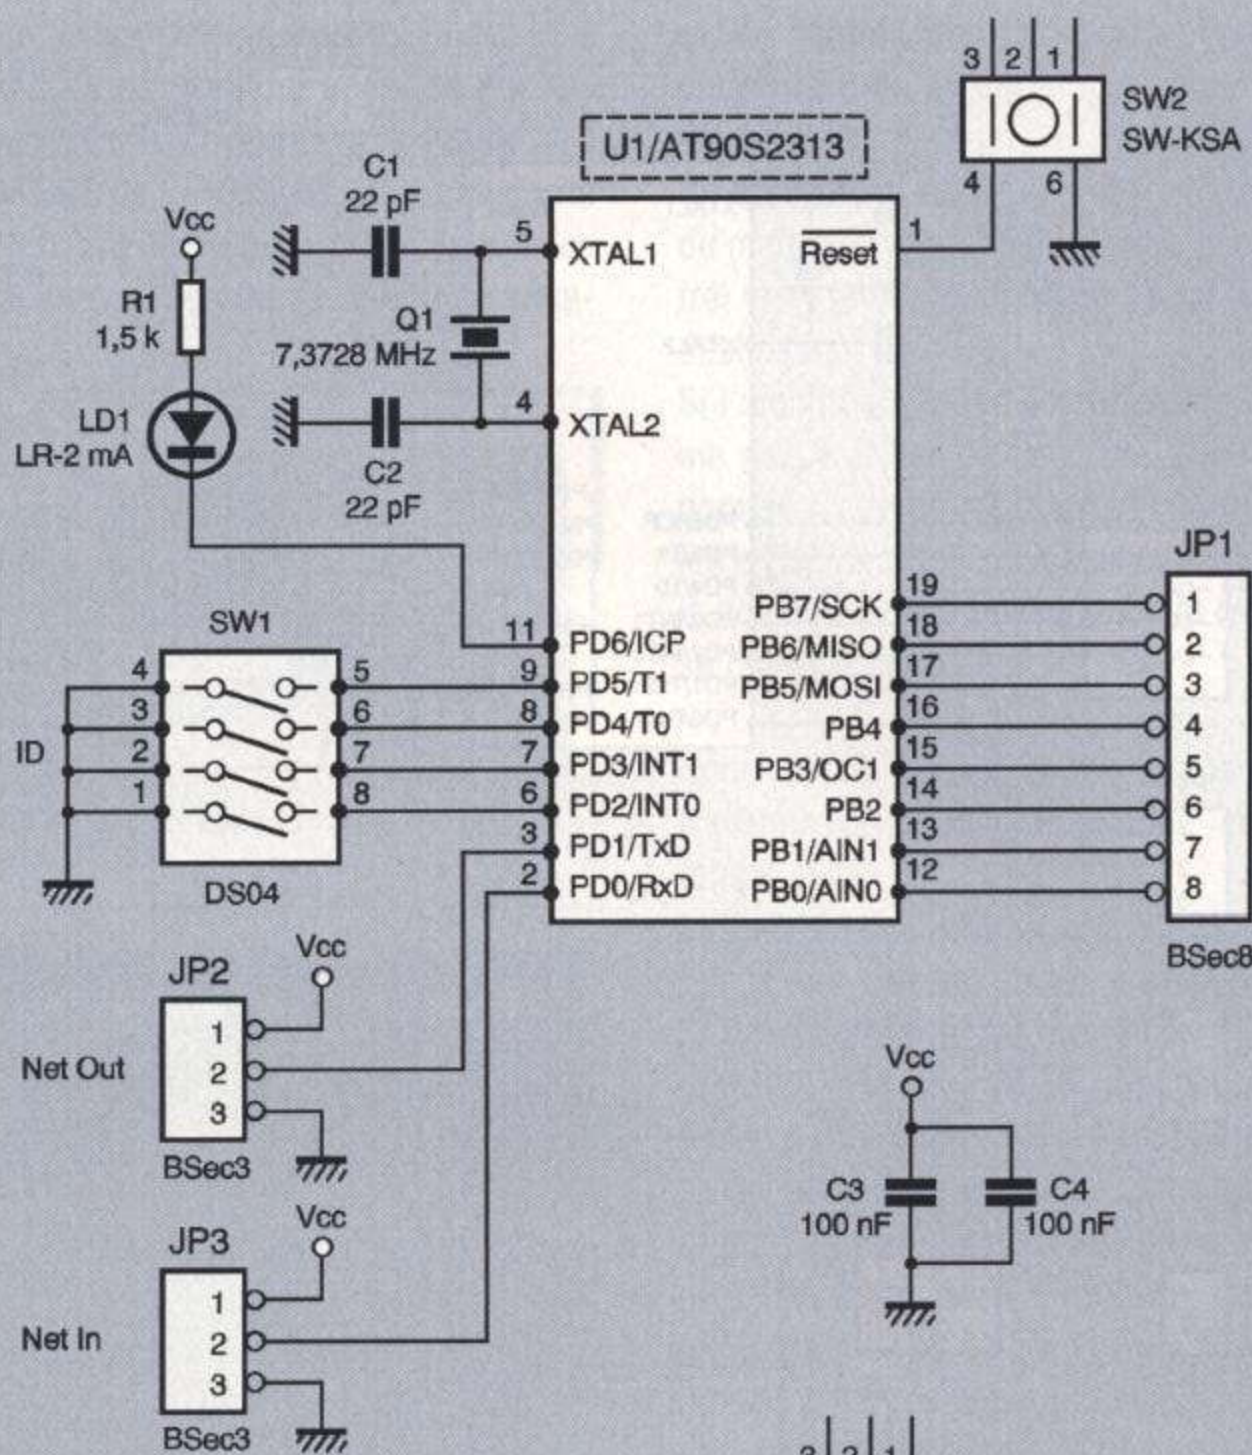 3 2 1
SW2
SW-KSA
4 6
U1/AT90S2313
C1
22 pF
Vcc
5
XTAL1
Reset
1
R1
1,5 k
Q1
7,3728 MHz
LD1
LR-2 mA
4
XTAL2
C2
22 pF
JP1
SW1
ID
4 5
3 6
2 7
1 8
DS04
11 PD6/ICP
9 PD5/T1
8 PD4/T0
7 PD3/INT1
6 PD2/INT0
3 PD1/TxD
2 PD0/RxD
PB7/SCK 19 1
PB6/MISO 18 2
PB5/MOSI 17 3
PB4 16 4
PB3/OC1 15 5
PB2 14 6
PB1/AIN1 13 7
PB0/AIN0 12 8
BSec8
JP2
Vcc
Net Out
1
2
3
BSec3
Vcc
C3
100 nF
C4
100 nF
JP3
Vcc
Net In
1
2
3
BSec3
3 2 1